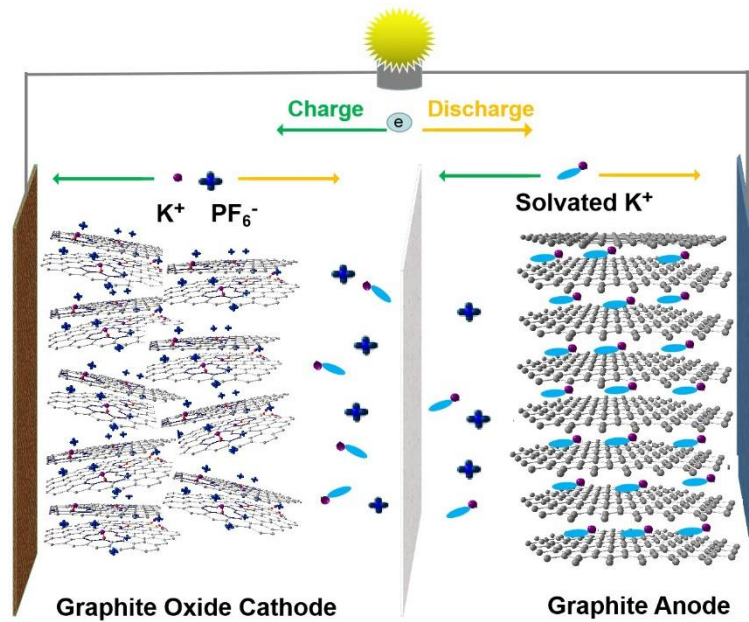 Charge e Discharge
K⁺ PF₆⁻
Solvated K⁺
Graphite Oxide Cathode
Graphite Anode